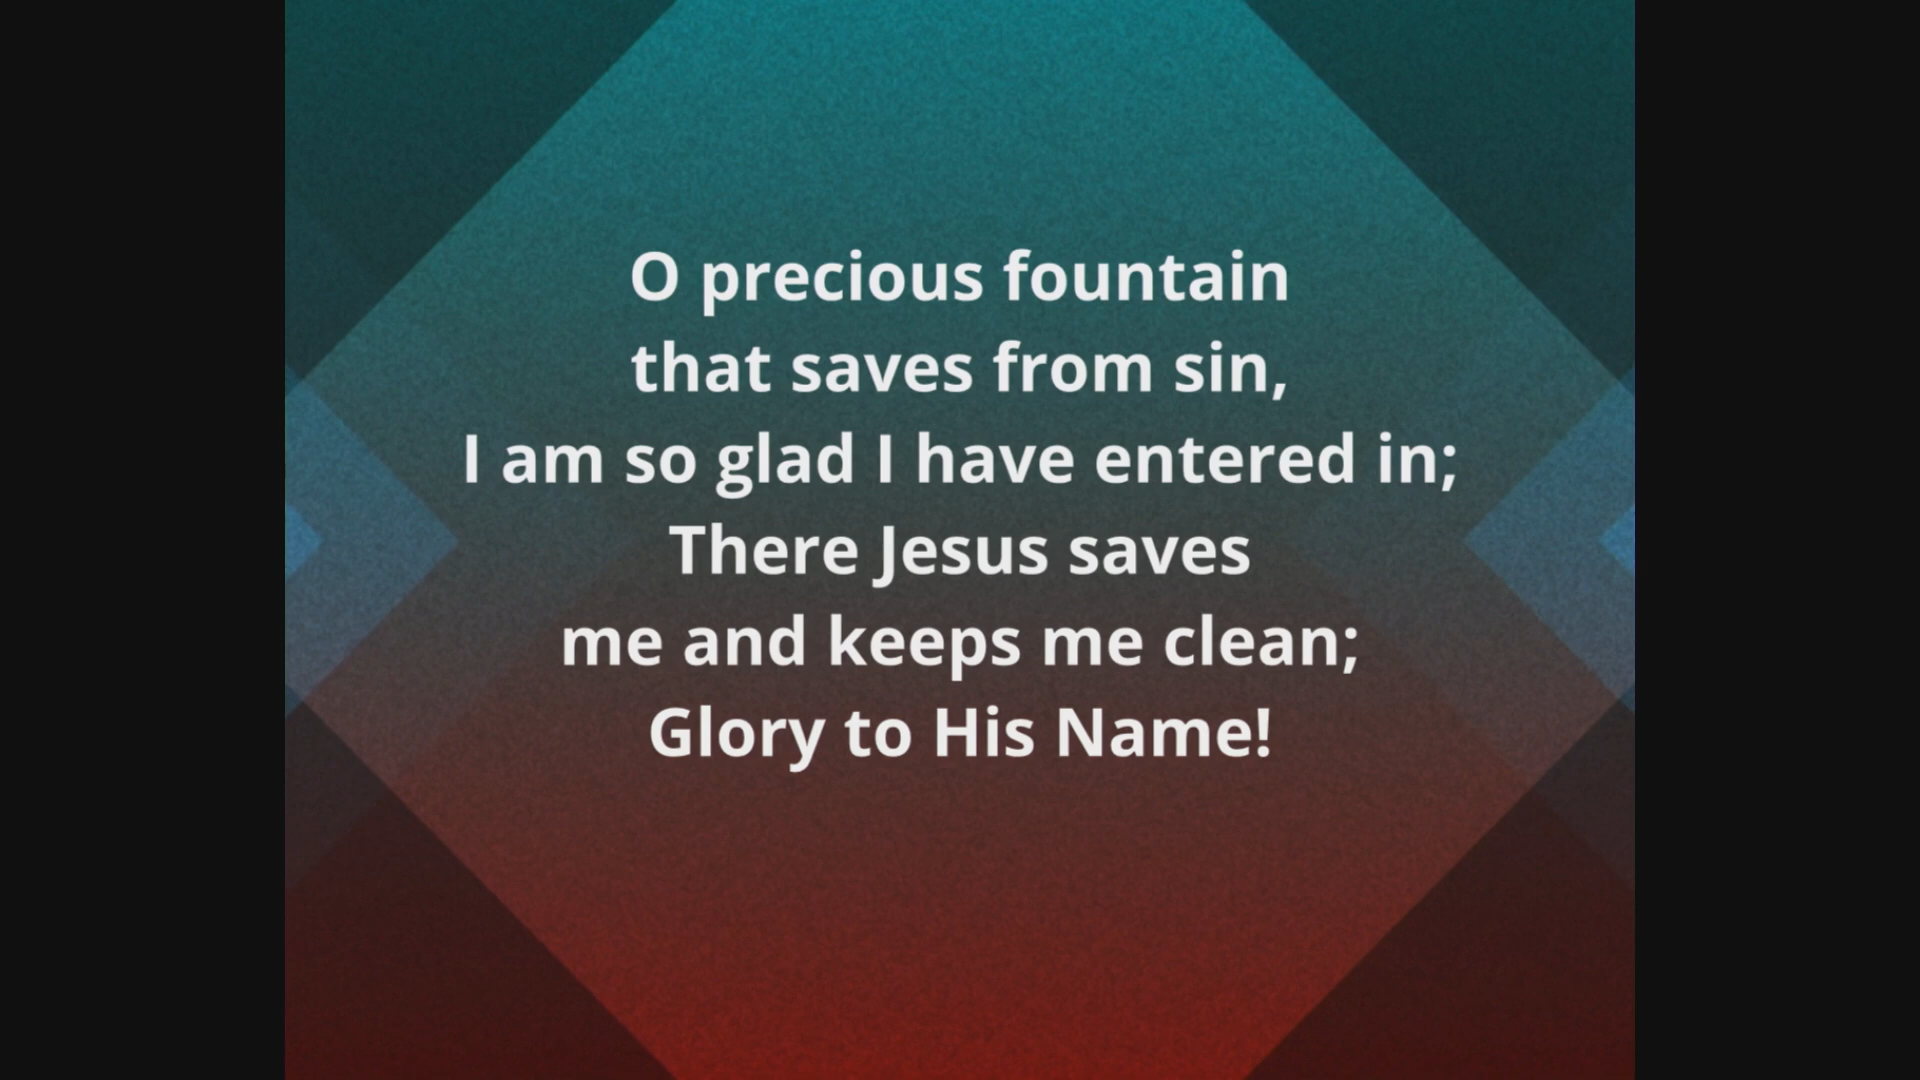 O precious fountain
that saves from sin,
I am so glad I have entered in;
There Jesus saves
me and keeps me clean;
Glory to His Name!